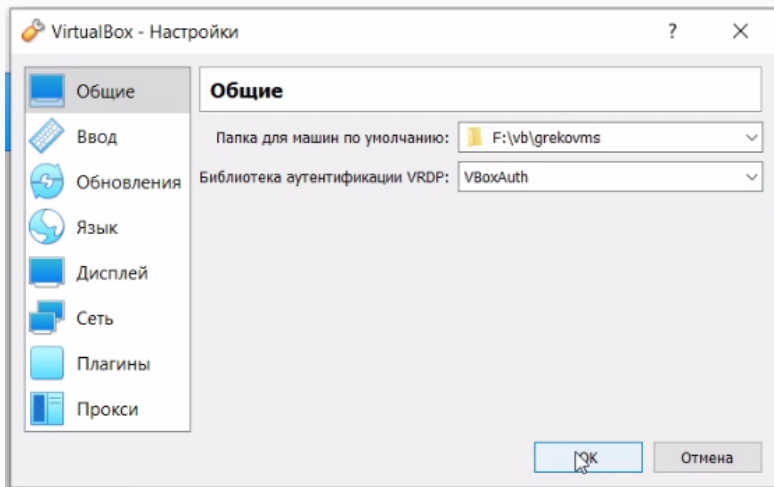 VirtualBox - Настройки
?
Общие
Ввод
Обновления
Язык
Дисплей
Сеть
Плагины
Прокси
Общие
Папка для машин по умолчанию: F:\vb\grekovms
Библиотека аутентификации VRDP: VBoxAuth
OK
Отмена